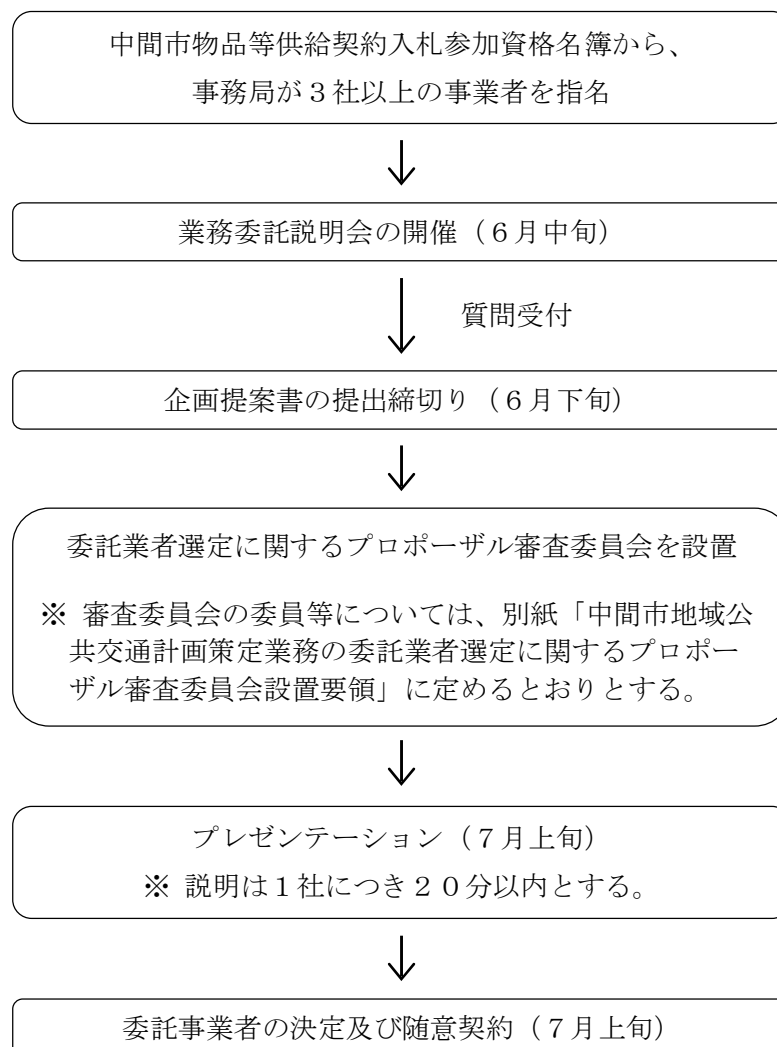 中間市物品等供給契約入札参加資格名簿から、
事務局が３社以上の事業者を指名
業務委託説明会の開催（６月中旬）
質問受付
企画提案書の提出締切り（６月下旬）
委託業者選定に関するプロポーザル審査委員会を設置
※ 審査委員会の委員等については、別紙「中間市地域公
共交通計画策定業務の委託業者選定に関するプロポー
ザル審査委員会設置要領」に定めるとおりとする。
プレゼンテーション（７月上旬）
※ 説明は１社につき２０分以内とする。
委託事業者の決定及び随意契約（７月上旬）